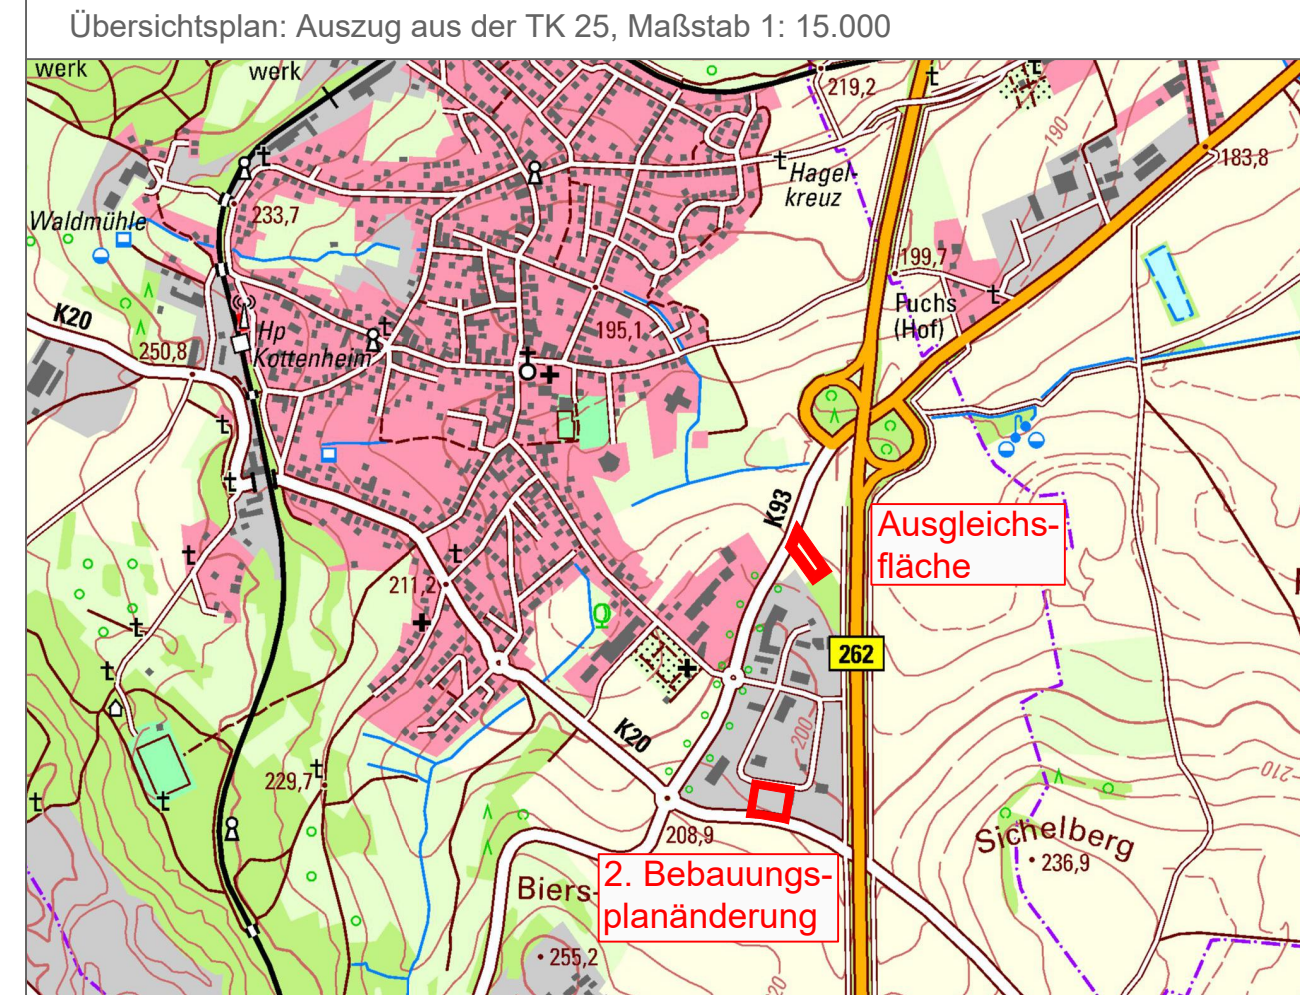 Übersichtsplan: Auszug aus der TK 25, Maßstab 1: 15.000
werk
werk
219,2
190
183,8
Hagel-
kreuz
233,7
Waldmühle
199,7
Fuchs
(Hof)
K20
250,8
Hp
Kottenheim
195,1
K93
Ausgleichs-
fläche
211,2
262
K20
200
229,7
210
208,9
Sichelberg
236,9
2. Bebauungs-
planänderung
Biers-
255,2
20